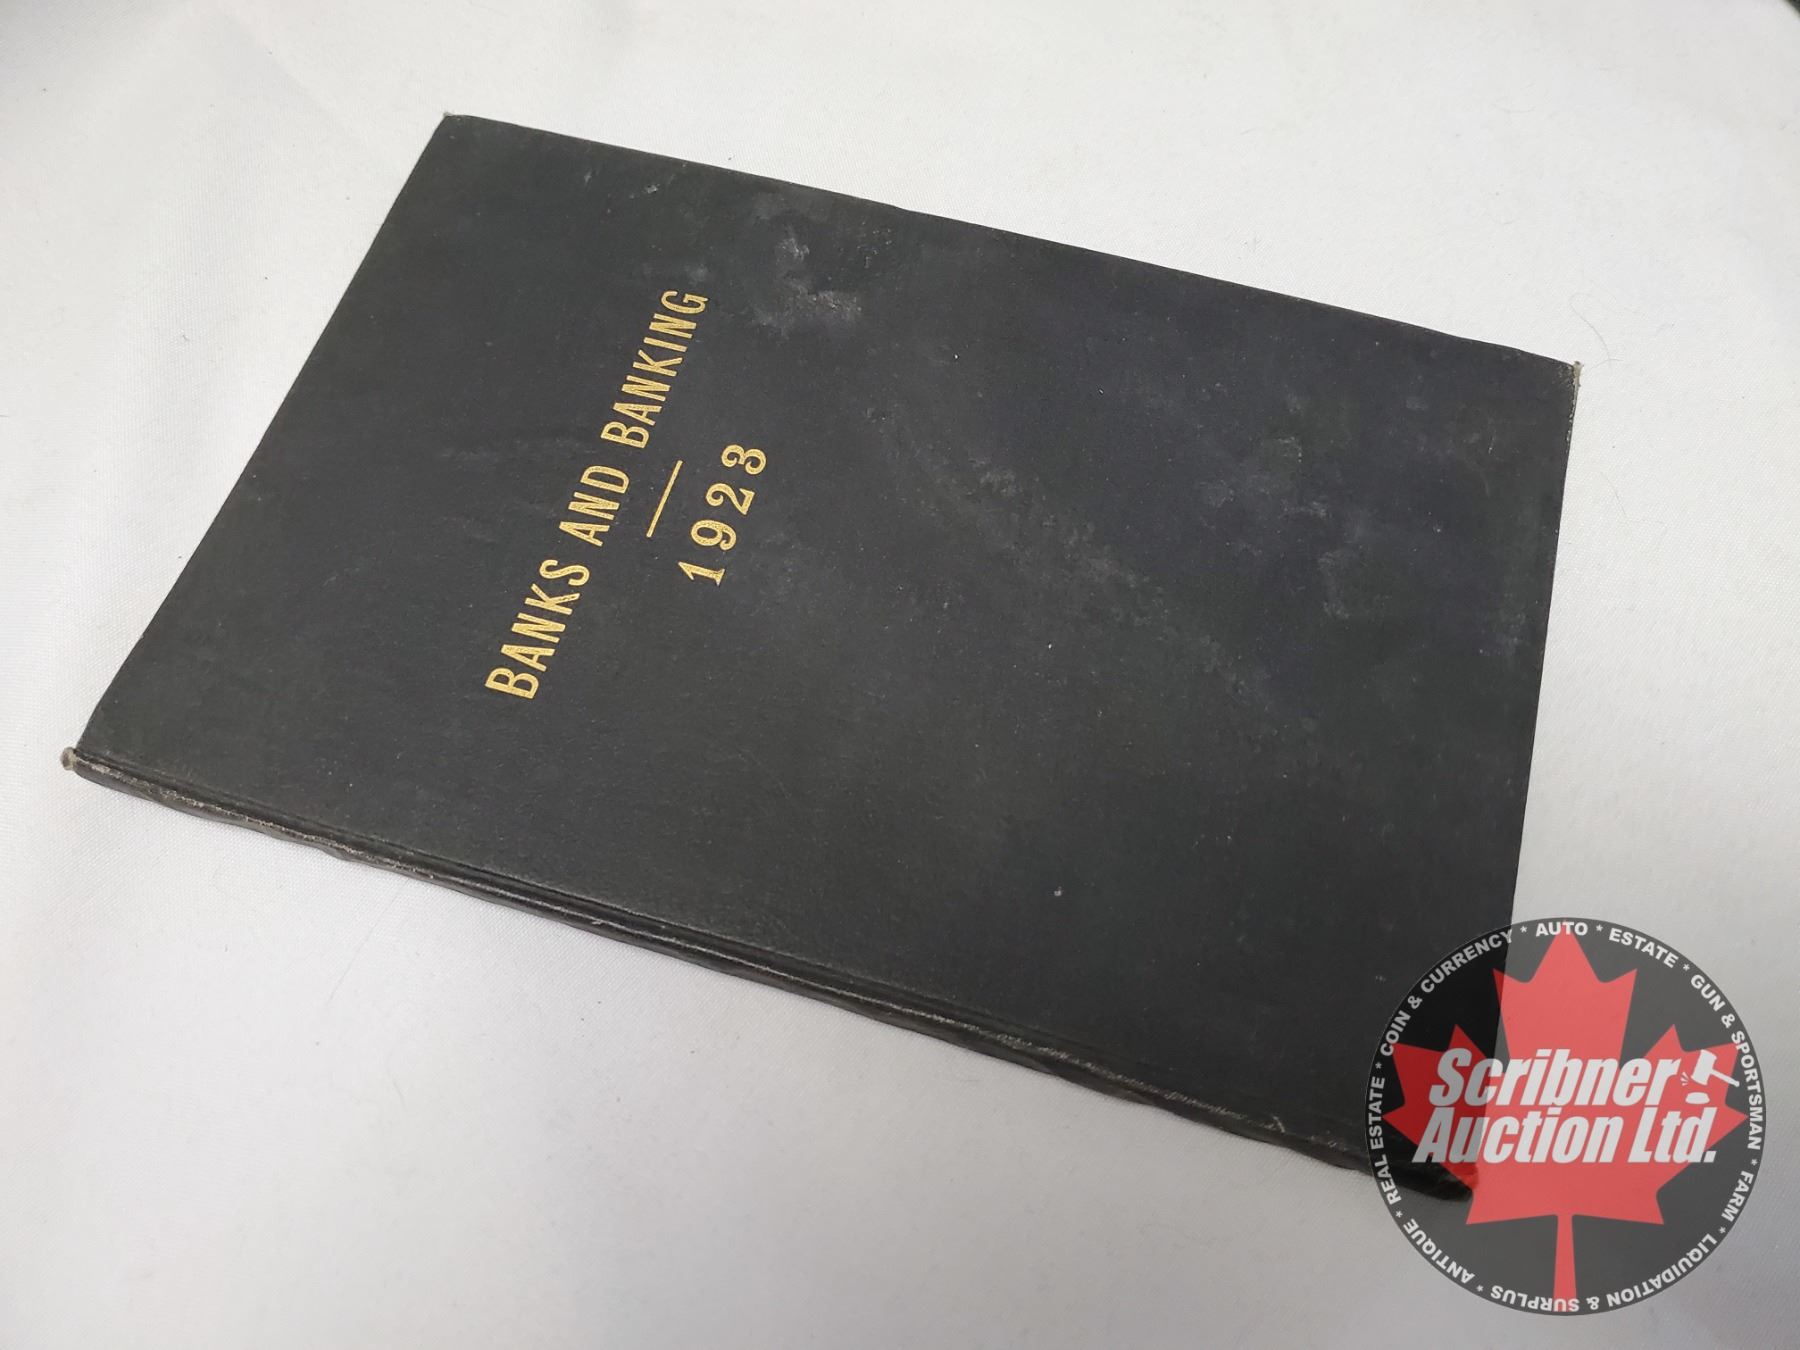 BANKS AND BANKING
1923
Scribner
Auction Ltd.
COIN & CURRENCY * AUTO * ESTATE * GUN & SPORTSMAN * FARM * LIQUIDATION & SURPLUS * ANTIQUE * REAL ESTATE *